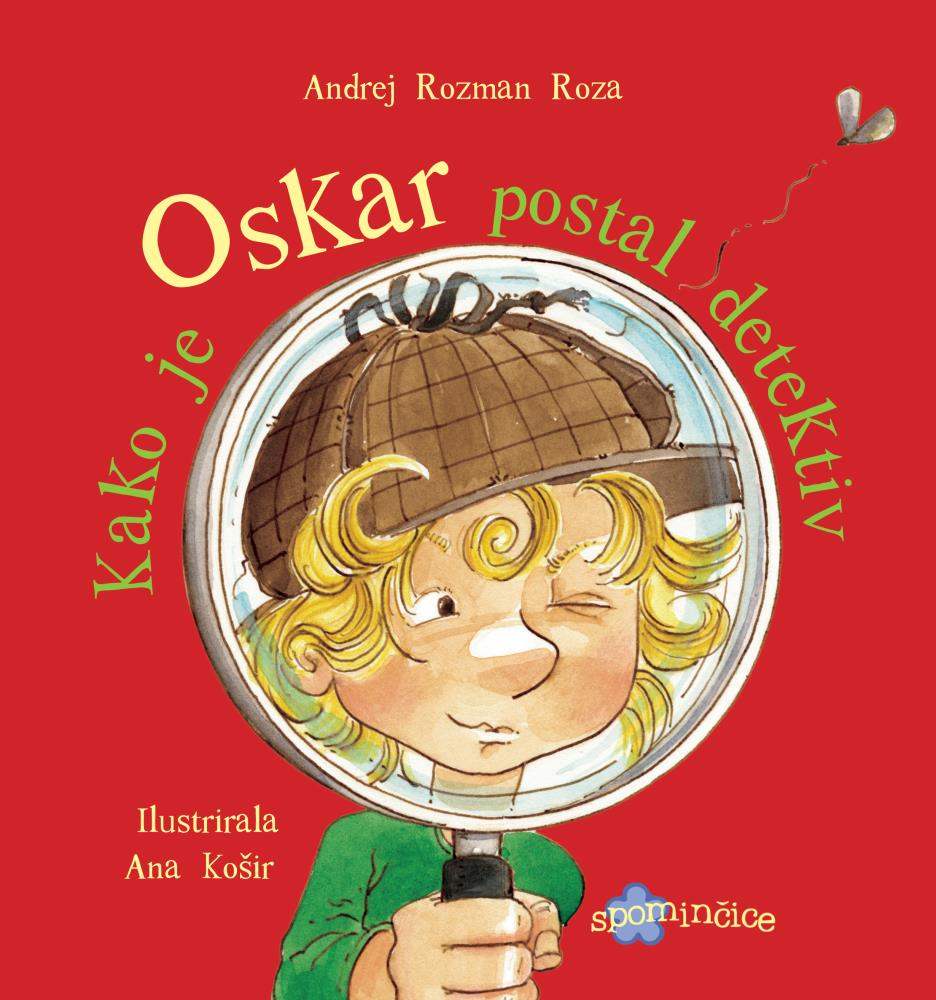 Andrej Rozman Roza
Kako je Oskar postal detektiv
Ilustrirala
Ana Košir
spominčice